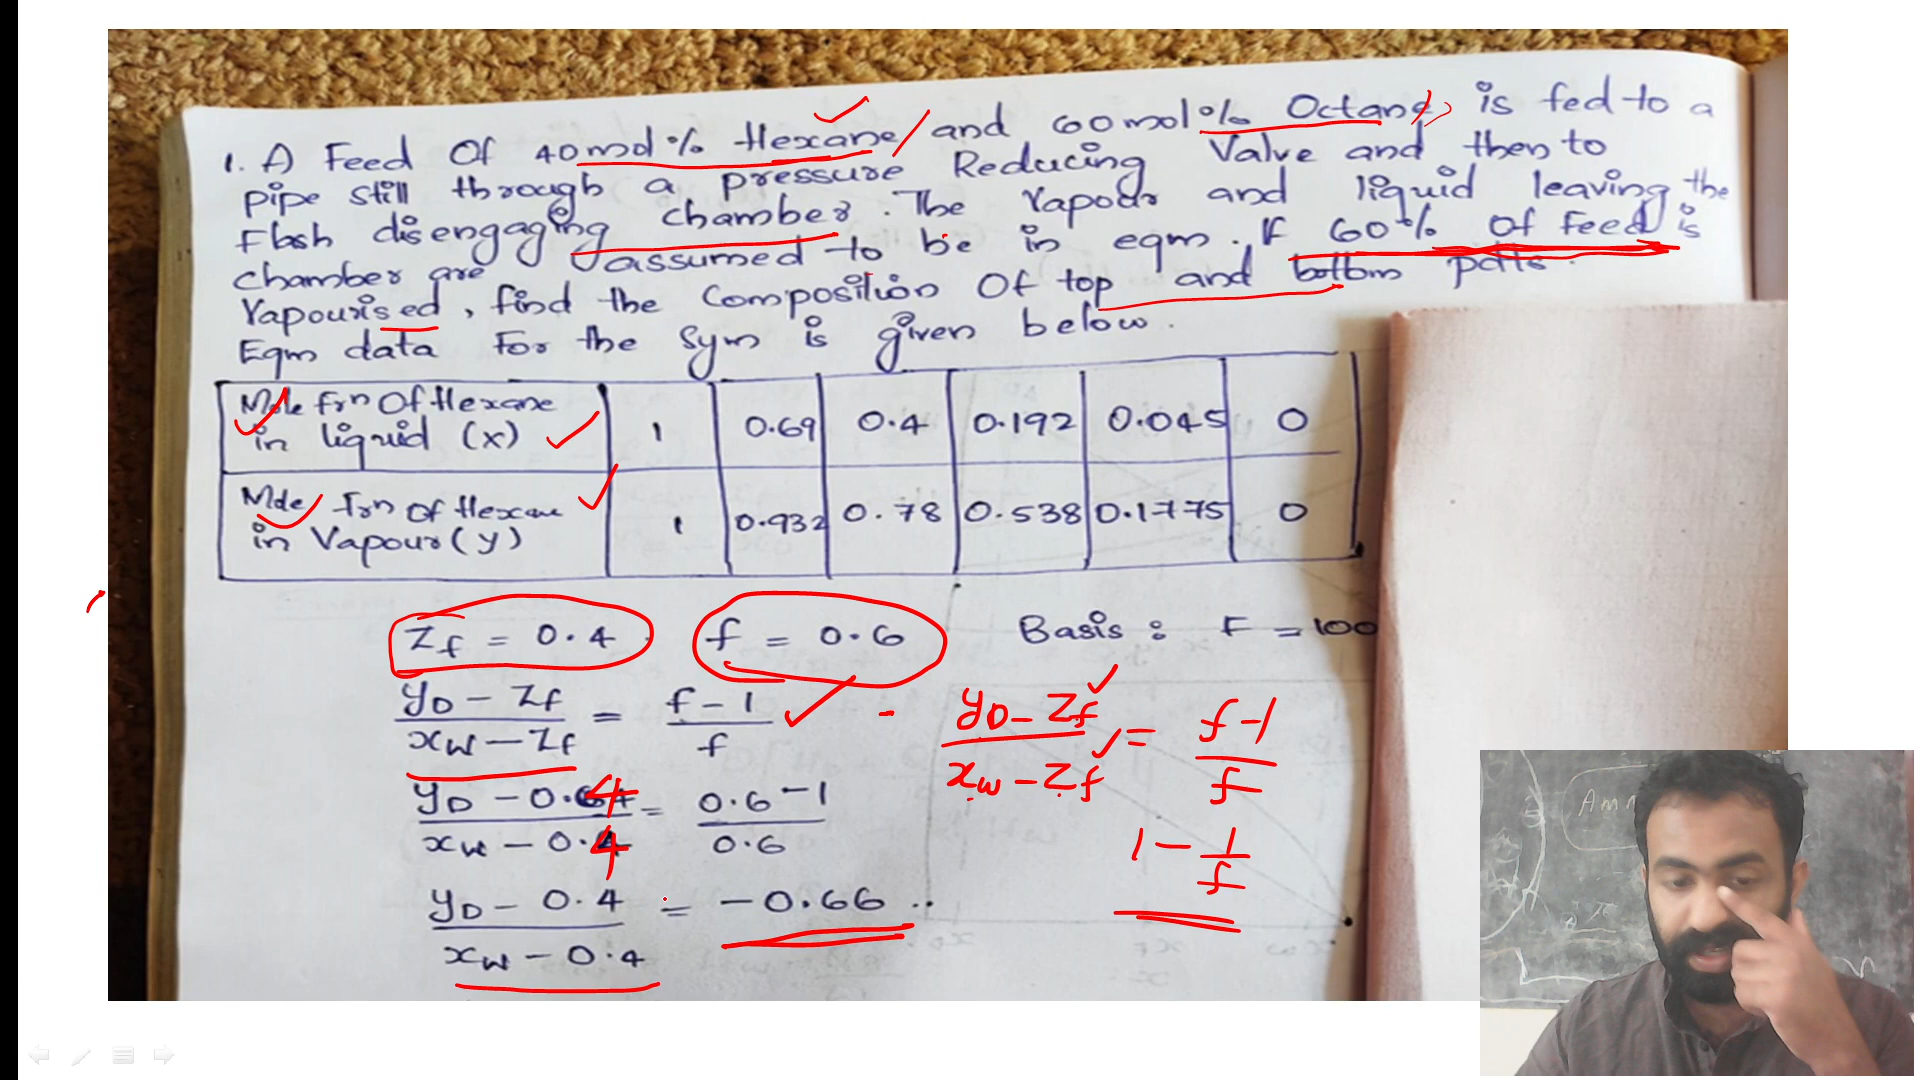 1. A Feed Of 40mol% Hexane and 60mol% Octane is fed to a
pipe still through a pressure Reducing Valve and then to
Flash disengaging chamber. The Vapour and liquid leaving the
chamber are assumed to be in eqm. If 60% Of Feed is
Vapourised, find the Composition Of top and bottom pdts.
Eqm data For the sym is given below.
Mole frn Of Hexane
in liquid (x) 1 0.69 0.4 0.192 0.045 0
Mole Frn Of Hexane
in Vapour (y) 1 0.932 0.78 0.538 0.1775 0
Zf = 0.4 f = 0.6 Basis : F = 100
yD - Zf / xW - Zf = f - 1 / f
yD - 0.4 / xW - 0.4 = 0.6 - 1 / 0.6
yD - 0.4 / xW - 0.4 = -0.66 ..
yD - Zf / xW - Zf = f - 1 / f
1 - 1 / f